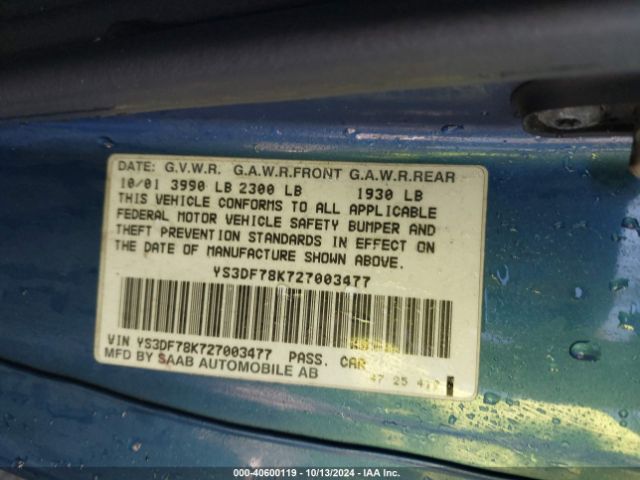 DATE: G.V.W.R. G.A.W.R.FRONT G.A.W.R.REAR
10/01 3990 LB 2300 LB 1930 LB
THIS VEHICLE CONFORMS TO ALL APPLICABLE
FEDERAL MOTOR VEHICLE SAFETY BUMPER AND
THEFT PREVENTION STANDARDS IN EFFECT ON
THE DATE OF MANUFACTURE SHOWN ABOVE.
YS3DF78K727003477
VIN YS3DF78K727003477 PASS. CAR
MFD BY SAAB AUTOMOBILE AB
47 25
000-40600119 - 10/13/2024 - IAA Inc.